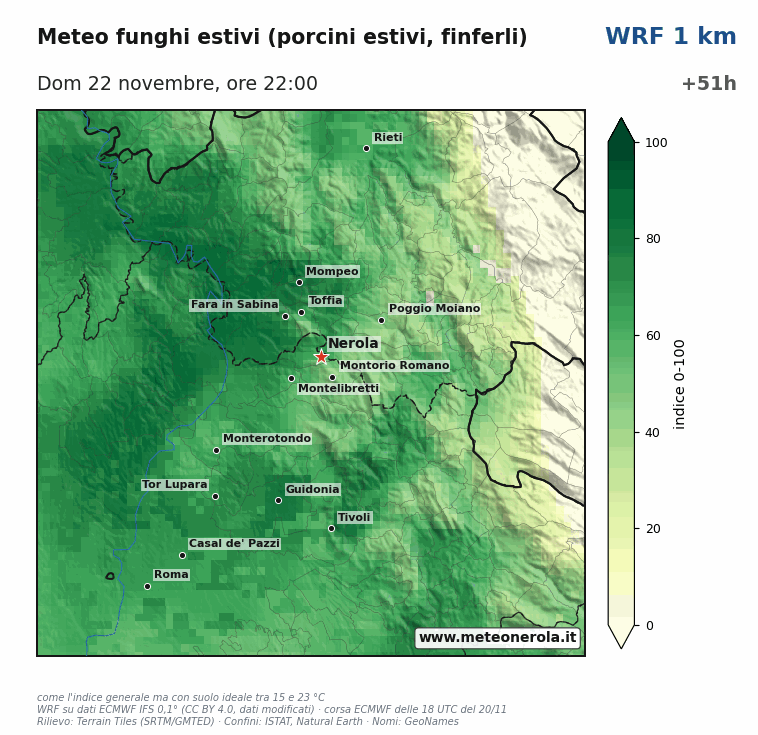 Meteo funghi estivi (porcini estivi, finferli)
WRF 1 km
Dom 22 novembre, ore 22:00
+51h
Rieti
Mompeo
Toffia
Fara in Sabina
Poggio Moiano
Nerola
Montorio Romano
Montelibretti
Monterotondo
Tor Lupara
Guidonia
Tivoli
Casal de' Pazzi
Roma
www.meteonerola.it
100
80
60
40
20
0
indice 0-100
come l'indice generale ma con suolo ideale tra 15 e 23 °C
WRF su dati ECMWF IFS 0,1° (CC BY 4.0, dati modificati) · corsa ECMWF delle 18 UTC del 20/11
Rilievo: Terrain Tiles (SRTM/GMTED) · Confini: ISTAT, Natural Earth · Nomi: GeoNames